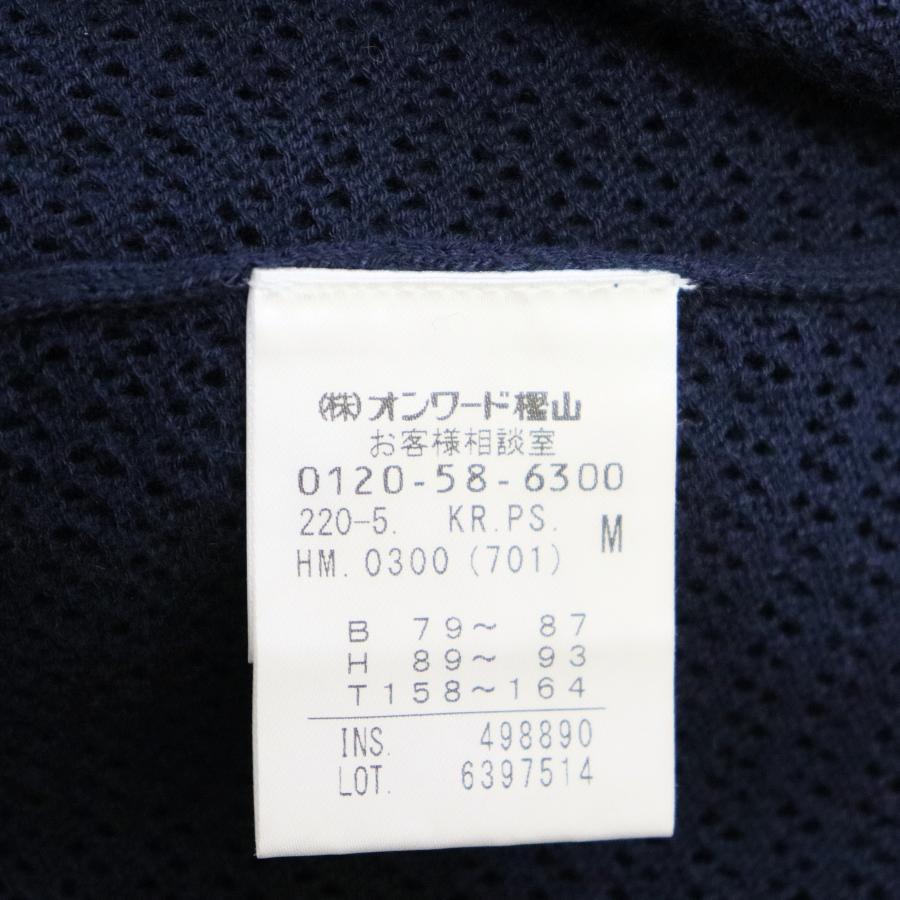 ㈱オンワード樫山
お客様相談室
0120-58-6300
220-5. KR.PS. M
HM. 0300 (701)
B 79～ 87
H 89～ 93
T 158～164
INS. 498890
LOT. 6397514